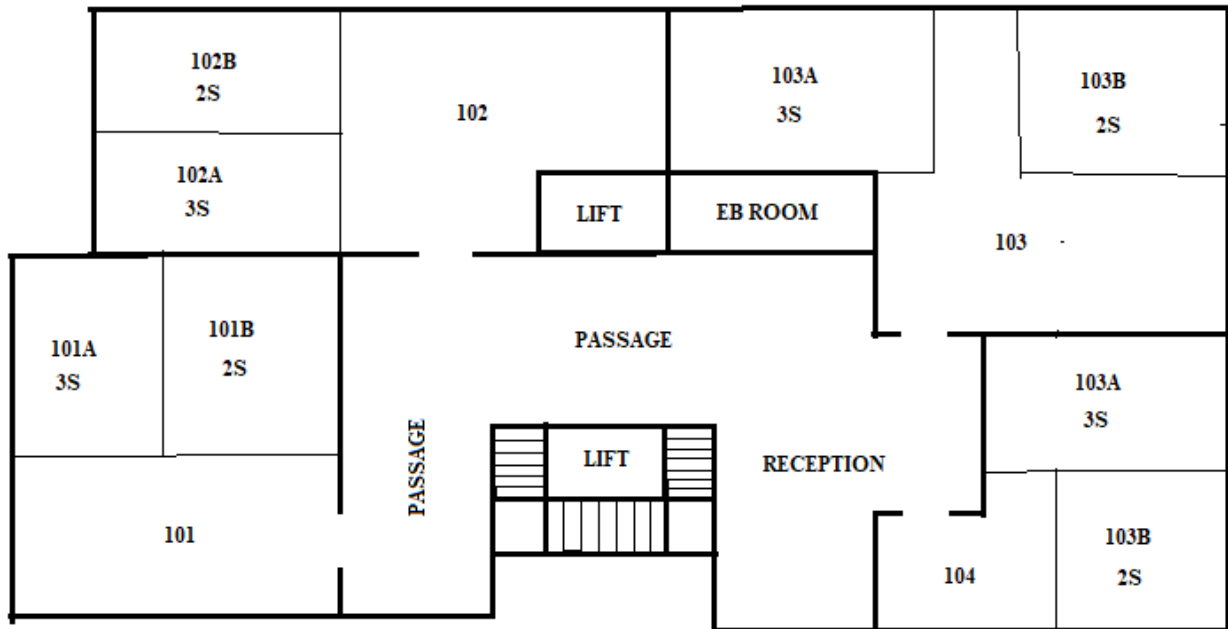 102B
2S
102
103A
3S
103B
2S
102A
3S
LIFT
EB ROOM
103
101A
3S
101B
2S
PASSAGE
103A
3S
PASSAGE
LIFT
RECEPTION
101
104
103B
2S